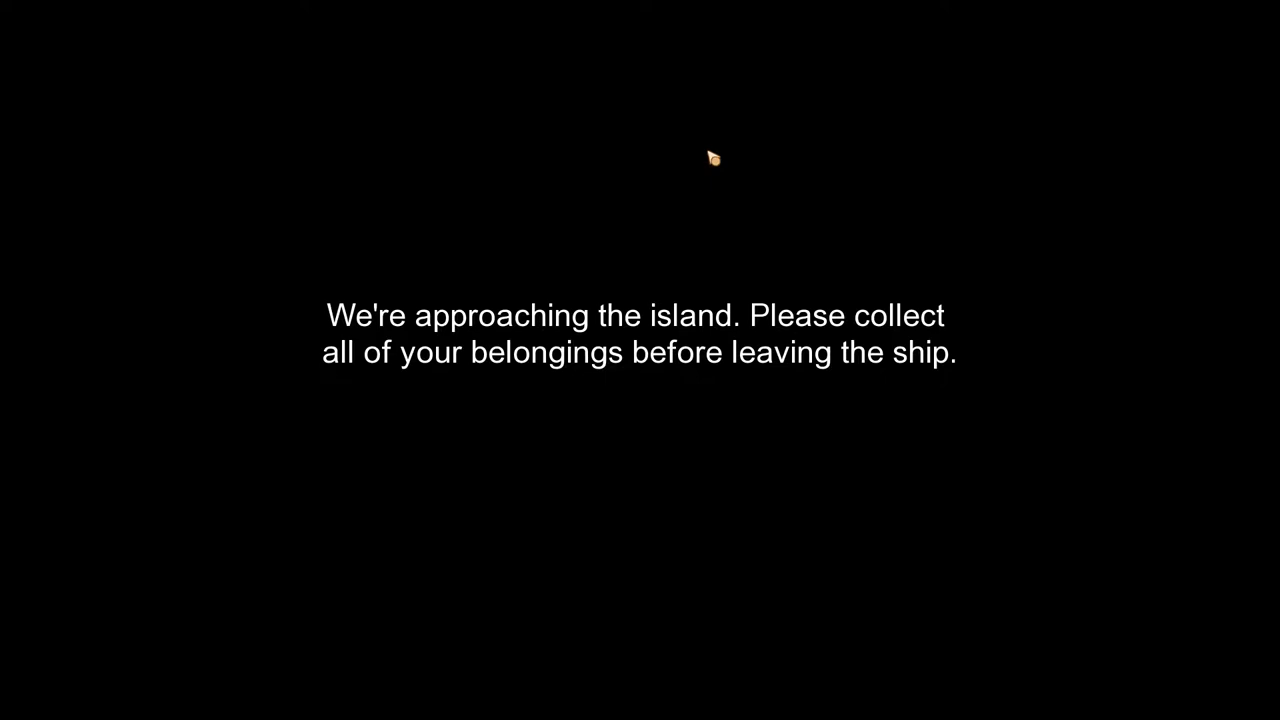 We're approaching the island. Please collect
all of your belongings before leaving the ship.